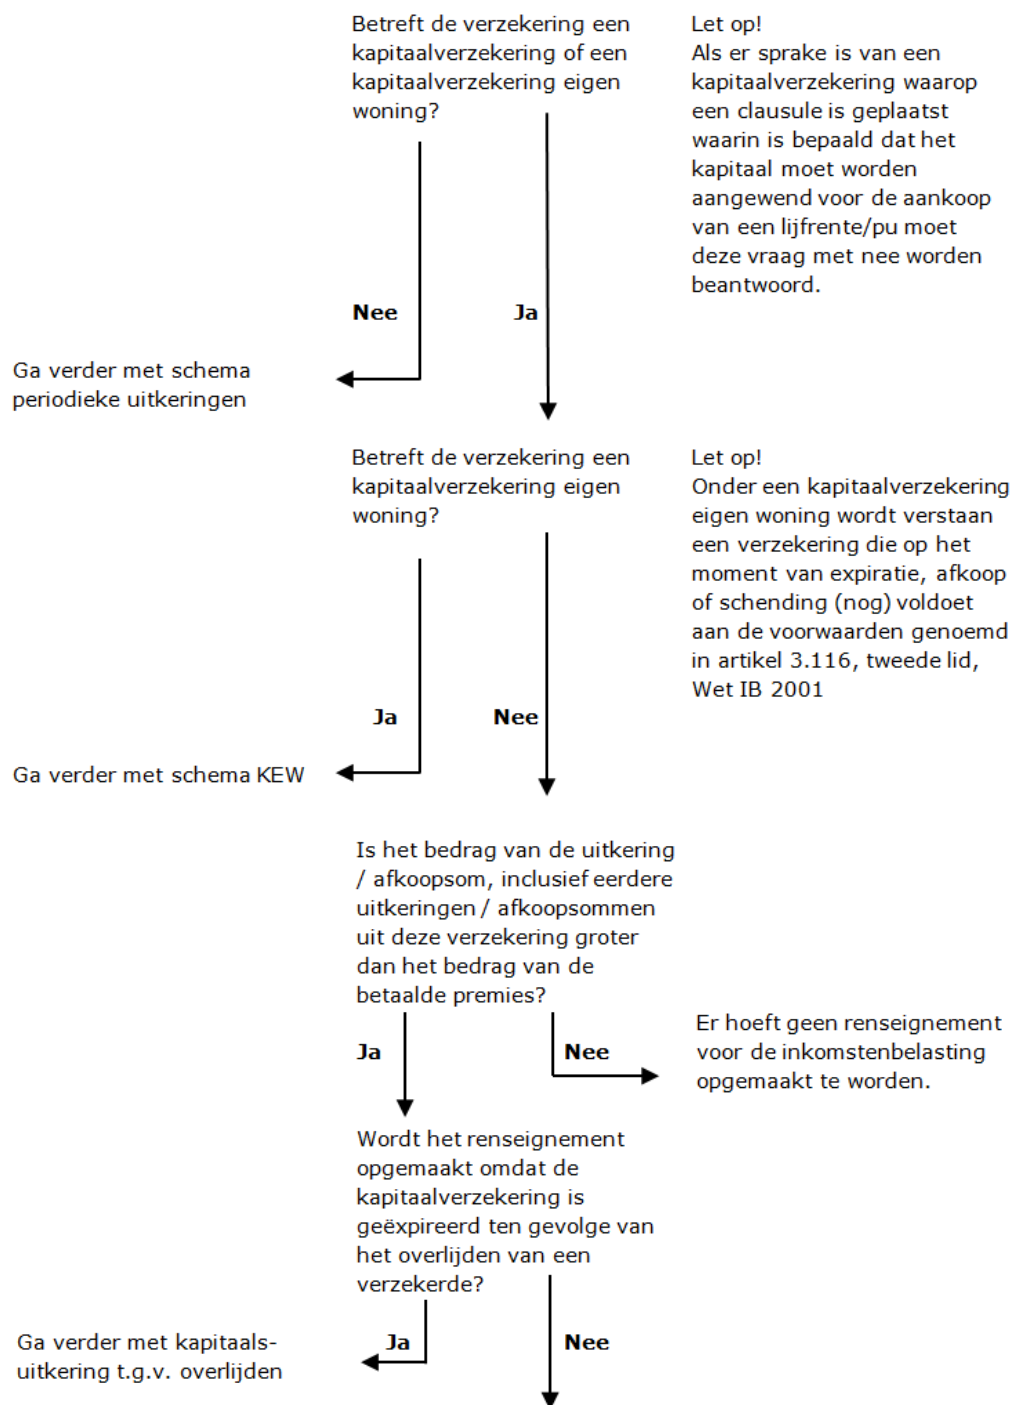 Betreft de verzekering een
kapitaalverzekering of een
kapitaalverzekering eigen
woning?
Let op!
Als er sprake is van een
kapitaalverzekering waarop
een clausule is geplaatst
waarin is bepaald dat het
kapitaal moet worden
aangewend voor de aankoop
van een lijfrente/pu moet
deze vraag met nee worden
beantwoord.
Nee
Ja
Ga verder met schema
periodieke uitkeringen
Betreft de verzekering een
kapitaalverzekering eigen
woning?
Let op!
Onder een kapitaalverzekering
eigen woning wordt verstaan
een verzekering die op het
moment van expiratie, afkoop
of schending (nog) voldoet
aan de voorwaarden genoemd
in artikel 3.116, tweede lid,
Wet IB 2001
Ja
Nee
Ga verder met schema KEW
Is het bedrag van de uitkering
/ afkoopsom, inclusief eerdere
uitkeringen / afkoopsommen
uit deze verzekering groter
dan het bedrag van de
betaalde premies?
Ja
Nee
Er hoeft geen renseignement
voor de inkomstenbelasting
opgemaakt te worden.
Wordt het renseignement
opgemaakt omdat de
kapitaalverzekering is
geëxpireerd ten gevolge van
het overlijden van een
verzekerde?
Ja
Nee
Ga verder met kapitaals-
uitkering t.g.v. overlijden